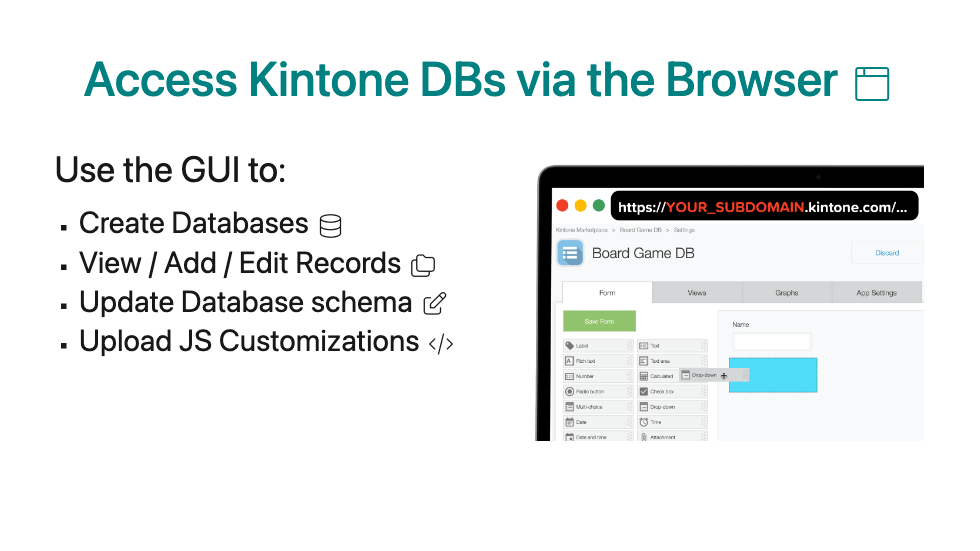 Access Kintone DBs via the Browser
Use the GUI to:
Create Databases
View / Add / Edit Records
Update Database schema
Upload JS Customizations </>
https://YOUR_SUBDOMAIN.kintone.com/...
Kintone Marketplace > Board Game DB > Settings
Board Game DB
Discard
Form Views Graphs App Settings
Save Form
Name
Label Text
Rich text Text area
Number Calculated Drop-down
Radio button Check box
Multi-choice Drop-down
Date Time
Date and time Attachment